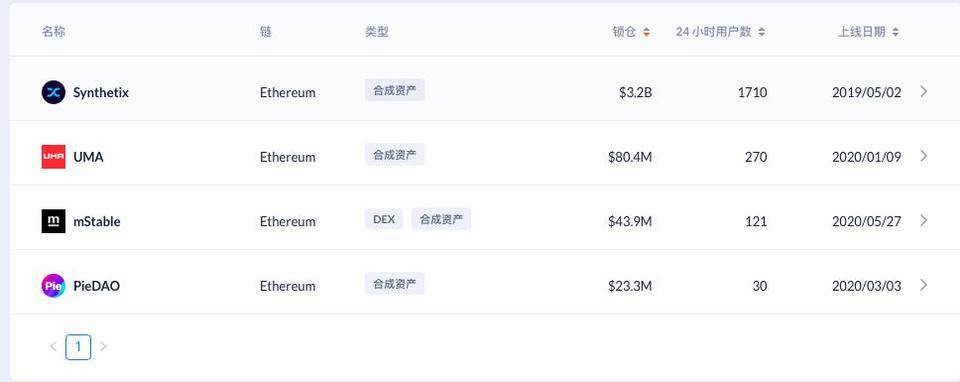 名称 链 类型 锁仓 24 小时用户数 上线日期
Synthetix Ethereum 合成资产 $3.2B 1710 2019/05/02
UMA UMA Ethereum 合成资产 $80.4M 270 2020/01/09
m mStable Ethereum DEX 合成资产 $43.9M 121 2020/05/27
Pie PieDAO Ethereum 合成资产 $23.3M 30 2020/03/03
1